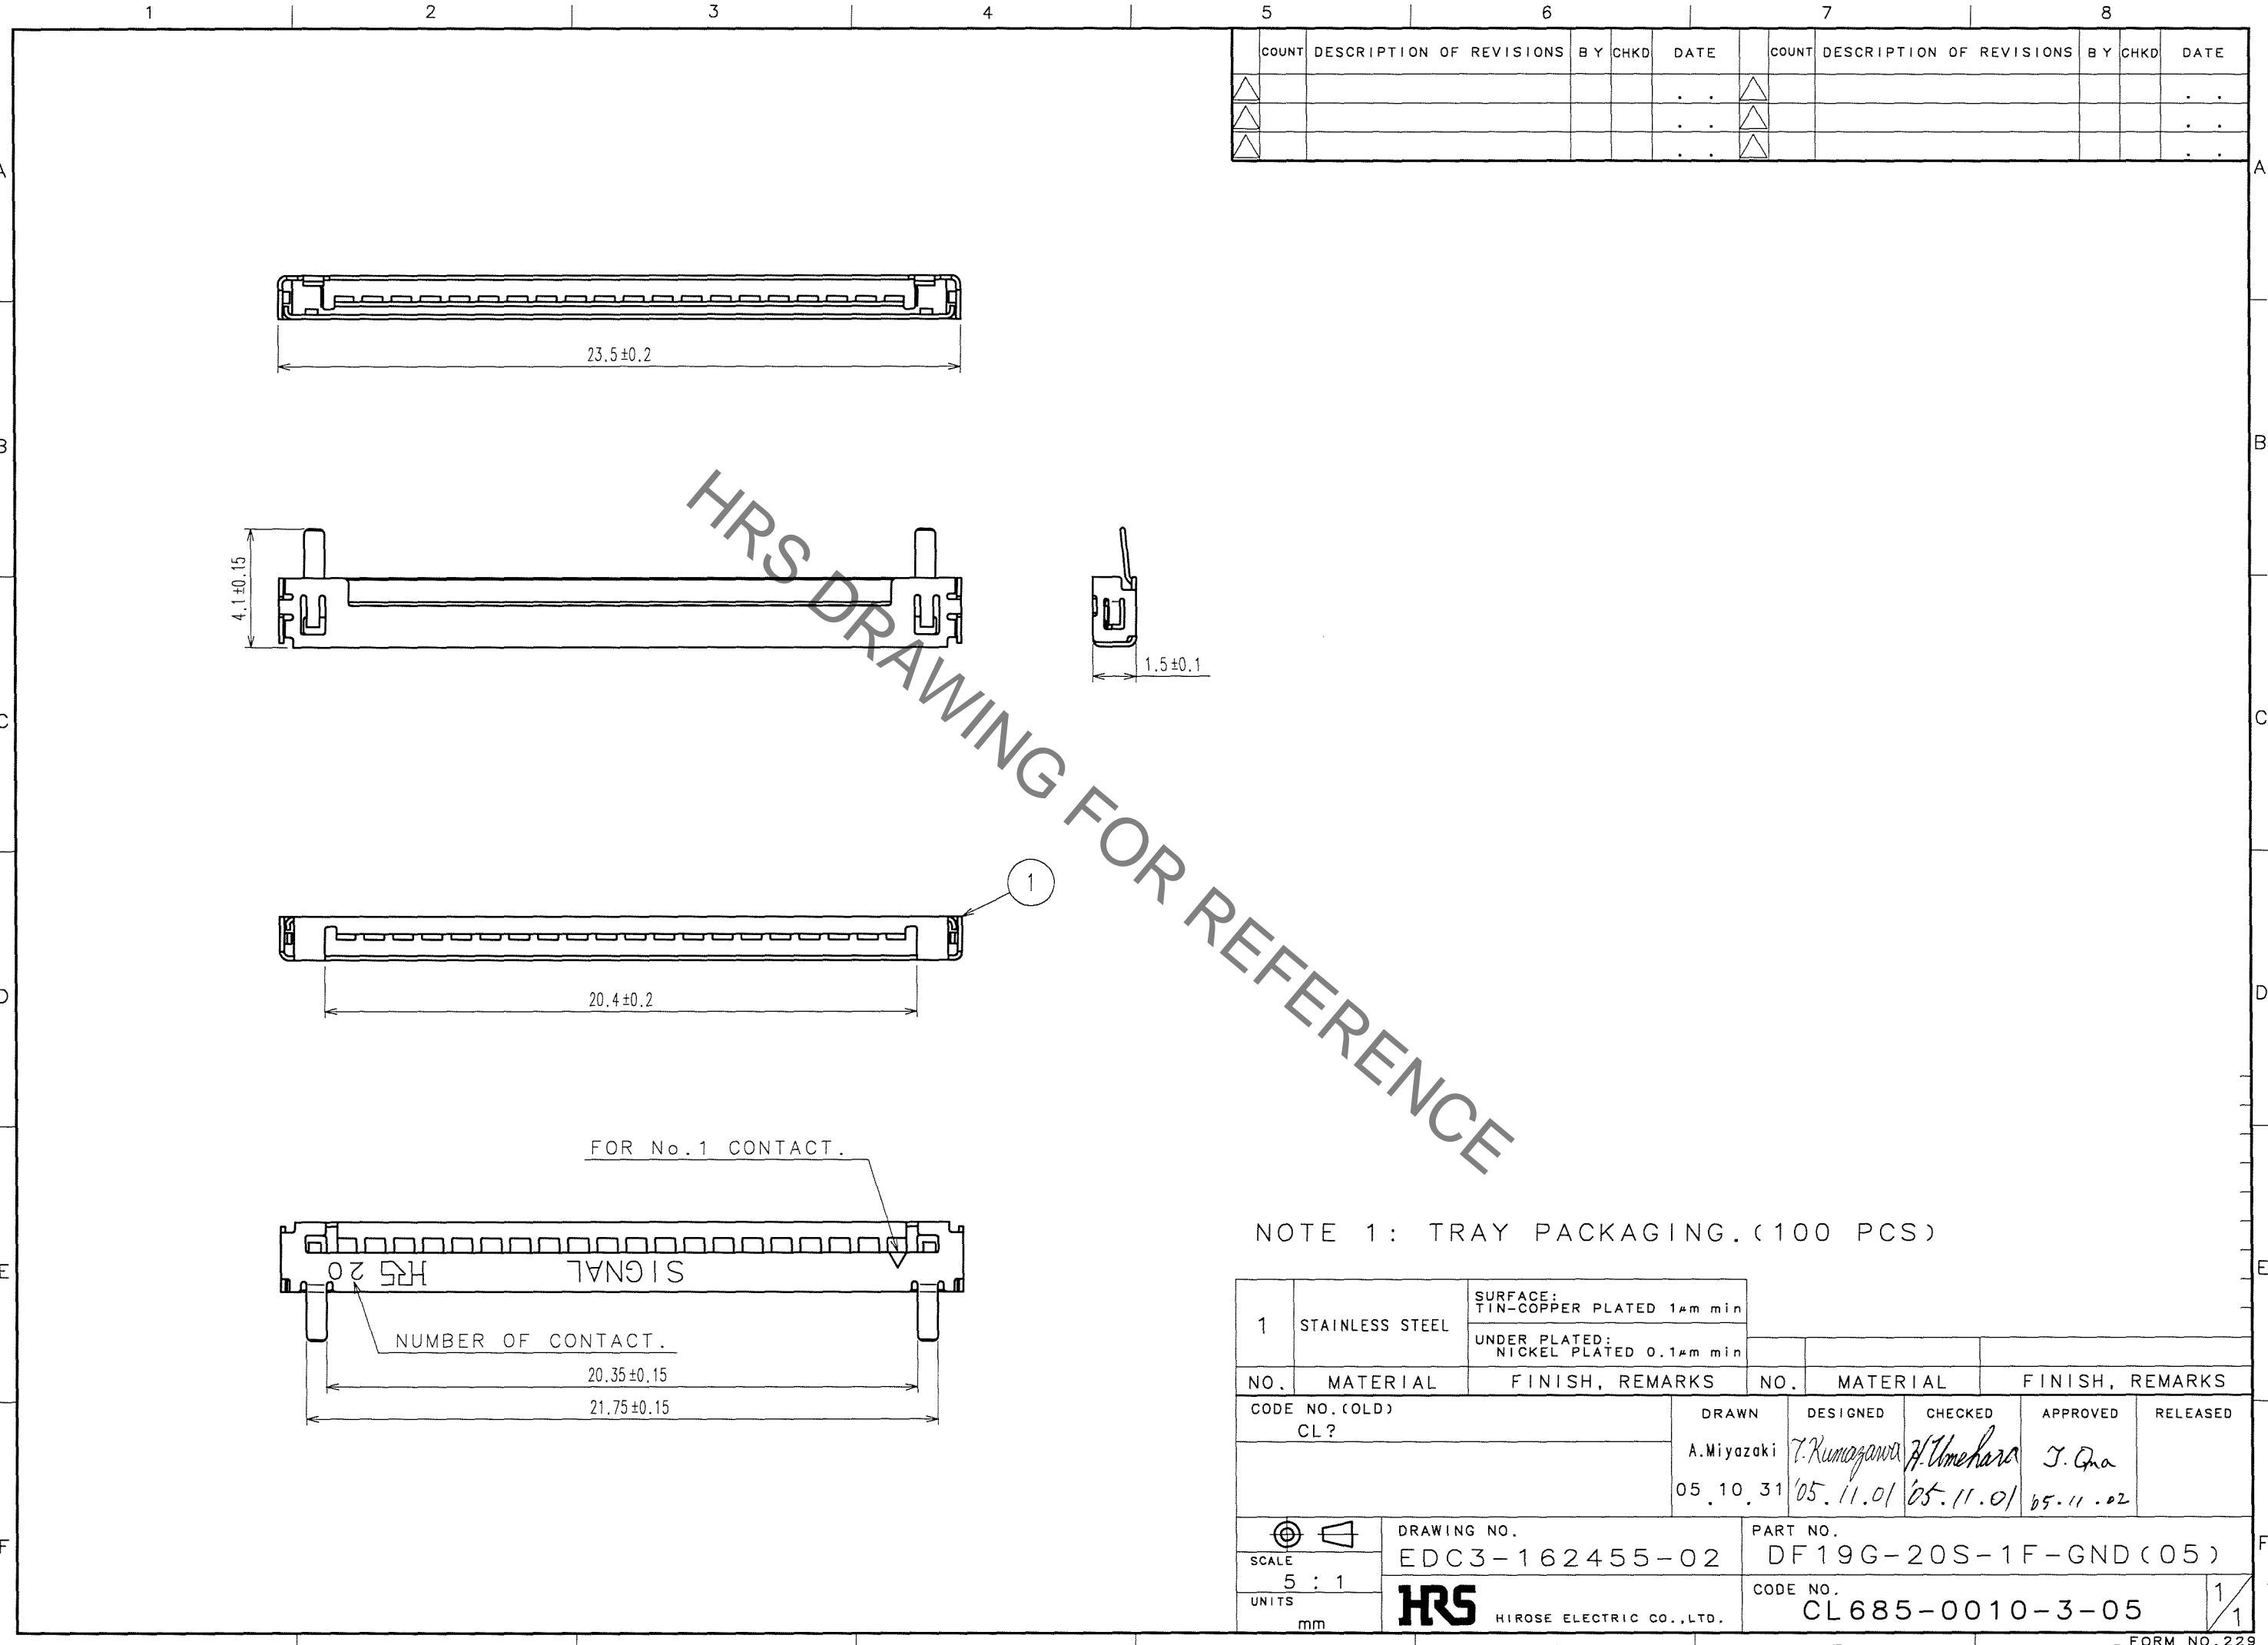 1 2 3 4 5 6 7 8
COUNT DESCRIPTION OF REVISIONS BY CHKD DATE COUNT DESCRIPTION OF REVISIONS BY CHKD DATE
. . . .
. . . .
. . . .
A A
23.5±0.2
B B
4.1±0.15
1.5±0.1
C C
HRS DRAWING FOR REFERENCE
1
20.4±0.2
D D
FOR No.1 CONTACT.
HRS 20
SIGNAL
NUMBER OF CONTACT.
20.35±0.15
21.75±0.15
E E
NOTE 1: TRAY PACKAGING.(100 PCS)
1 STAINLESS STEEL SURFACE:
TIN-COPPER PLATED 1μm min
UNDER PLATED:
NICKEL PLATED 0.1μm min
NO. MATERIAL FINISH, REMARKS NO. MATERIAL FINISH, REMARKS
CODE NO.(OLD)
CL?
DRAWN DESIGNED CHECKED APPROVED RELEASED
A.Miyazaki T.Kumazawa H.Umehara
05.10.31 '05.11.01 '05.11.01 '05.11.02
F F
SCALE
5 : 1
UNITS
mm
DRAWING NO.
EDC3-162455-02
PART NO.
DF19G-20S-1F-GND(05)
HRS HIROSE ELECTRIC CO.,LTD.
CODE NO.
CL685-0010-3-05
1/1
FORM NO.229